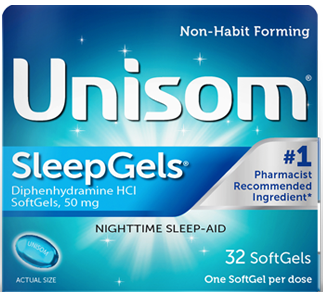 Non-Habit Forming
Unisom®
SleepGels®
Diphenhydramine HCl
SoftGels, 50 mg
#1
Pharmacist
Recommended
Ingredient*
NIGHTTIME SLEEP-AID
UNISOM
ACTUAL SIZE
32 SoftGels
One SoftGel per dose